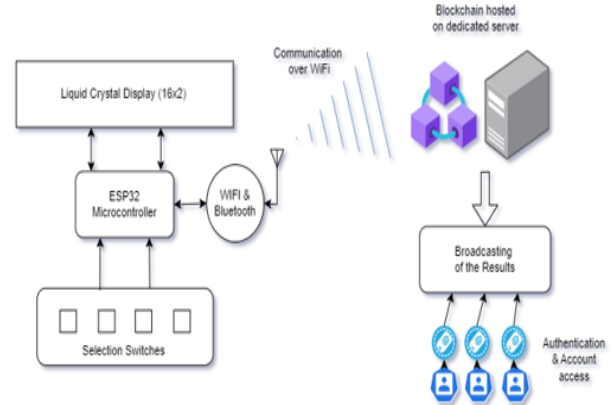 Blockchain hosted
on dedicated server
Communication
over WiFi
Liquid Crystal Display (16x2)
ESP32
Microcontroller
WIFI &
Bluetooth
Broadcasting
of the Results
Selection Switches
Authentication
& Account
access